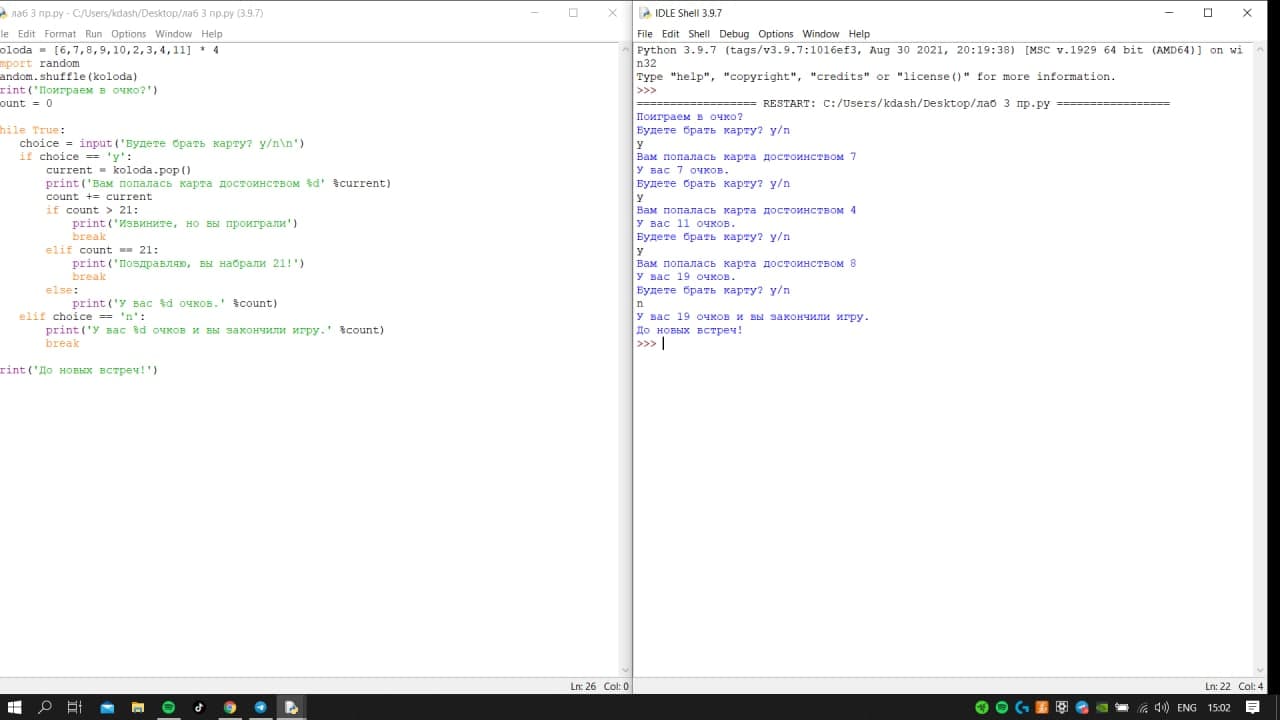 лаб 3 пр.py - C:/Users/kdash/Desktop/лаб 3 пр.py (3.9.7)
le Edit Format Run Options Window Help
oloda = [6,7,8,9,10,2,3,4,11] * 4
mport random
andom.shuffle(koloda)
rint('Поиграем в очко?')
ount = 0
hile True:
choice = input('Будете брать карту? y/n\n')
if choice == 'y':
current = koloda.pop()
print('Вам попалась карта достоинством %d' %current)
count += current
if count > 21:
print('Извините, но вы проиграли')
break
elif count == 21:
print('Поздравляю, вы набрали 21!')
break
else:
print('У вас %d очков.' %count)
elif choice == 'n':
print('У вас %d очков и вы закончили игру.' %count)
break
rint('До новых встреч!')
Ln: 26 Col: 0
IDLE Shell 3.9.7
File Edit Shell Debug Options Window Help
Python 3.9.7 (tags/v3.9.7:1016ef3, Aug 30 2021, 20:19:38) [MSC v.1929 64 bit (AMD64)] on wi
n32
Type "help", "copyright", "credits" or "license()" for more information.
>>>
================== RESTART: C:/Users/kdash/Desktop/лаб 3 пр.py =================
Поиграем в очко?
Будете брать карту? y/n
y
Вам попалась карта достоинством 7
У вас 7 очков.
Будете брать карту? y/n
y
Вам попалась карта достоинством 4
У вас 11 очков.
Будете брать карту? y/n
y
Вам попалась карта достоинством 8
У вас 19 очков.
Будете брать карту? y/n
n
У вас 19 очков и вы закончили игру.
До новых встреч!
>>>
Ln: 22 Col: 4
ENG 15:02